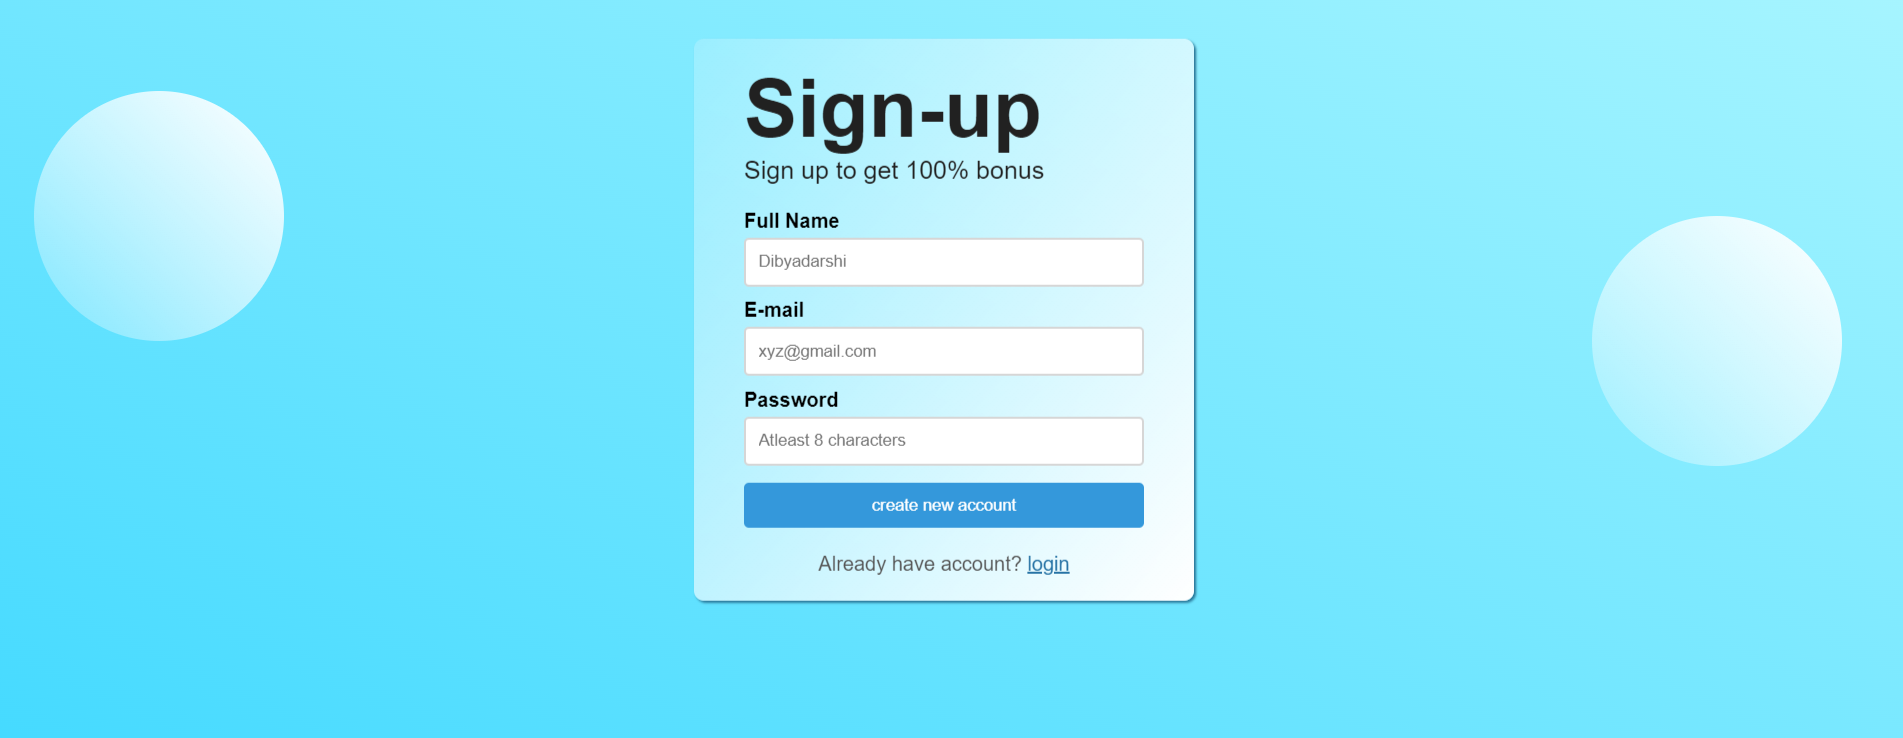 Sign-up
Sign up to get 100% bonus
Full Name
Dibyadarshi
E-mail
xyz@gmail.com
Password
Atleast 8 characters
create new account
Already have account? login